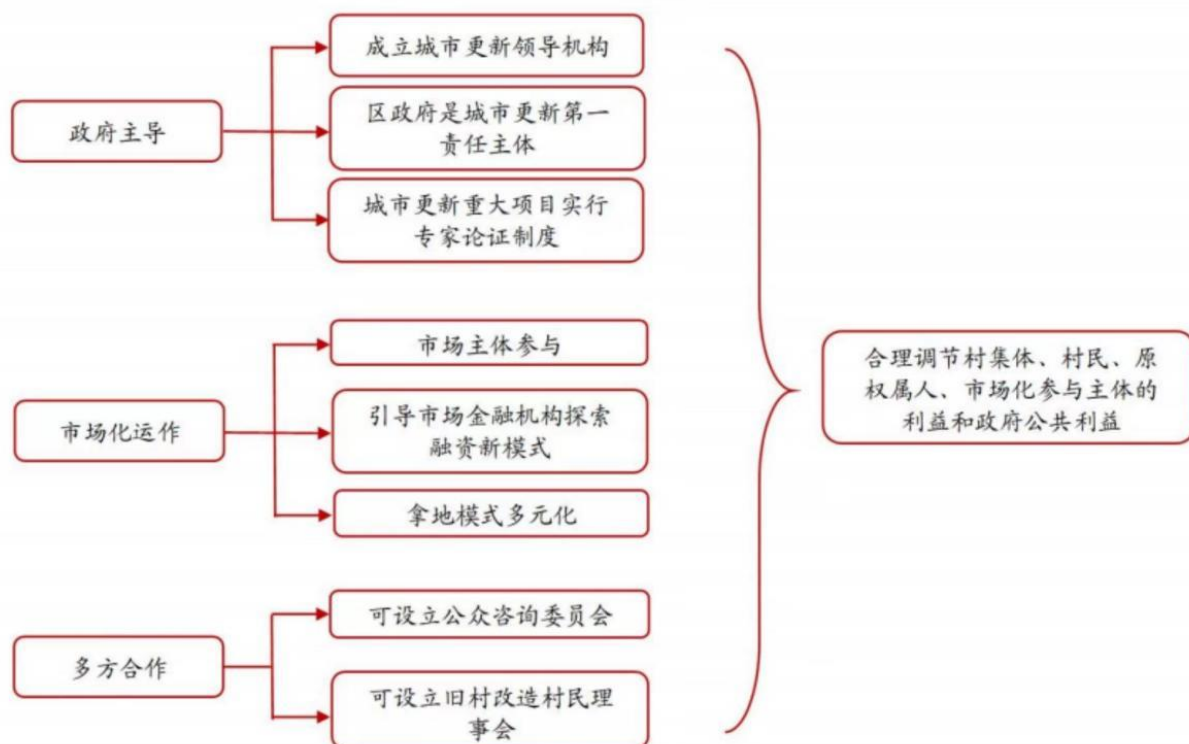 政府主导
成立城市更新领导机构
区政府是城市更新第一
责任主体
城市更新重大项目实行
专家论证制度
市场化运作
市场主体参与
引导市场金融机构探索
融资新模式
拿地模式多元化
多方合作
可设立公众咨询委员会
可设立旧村改造村民理
事会
合理调节村集体、村民、原
权属人、市场化参与主体的
利益和政府公共利益